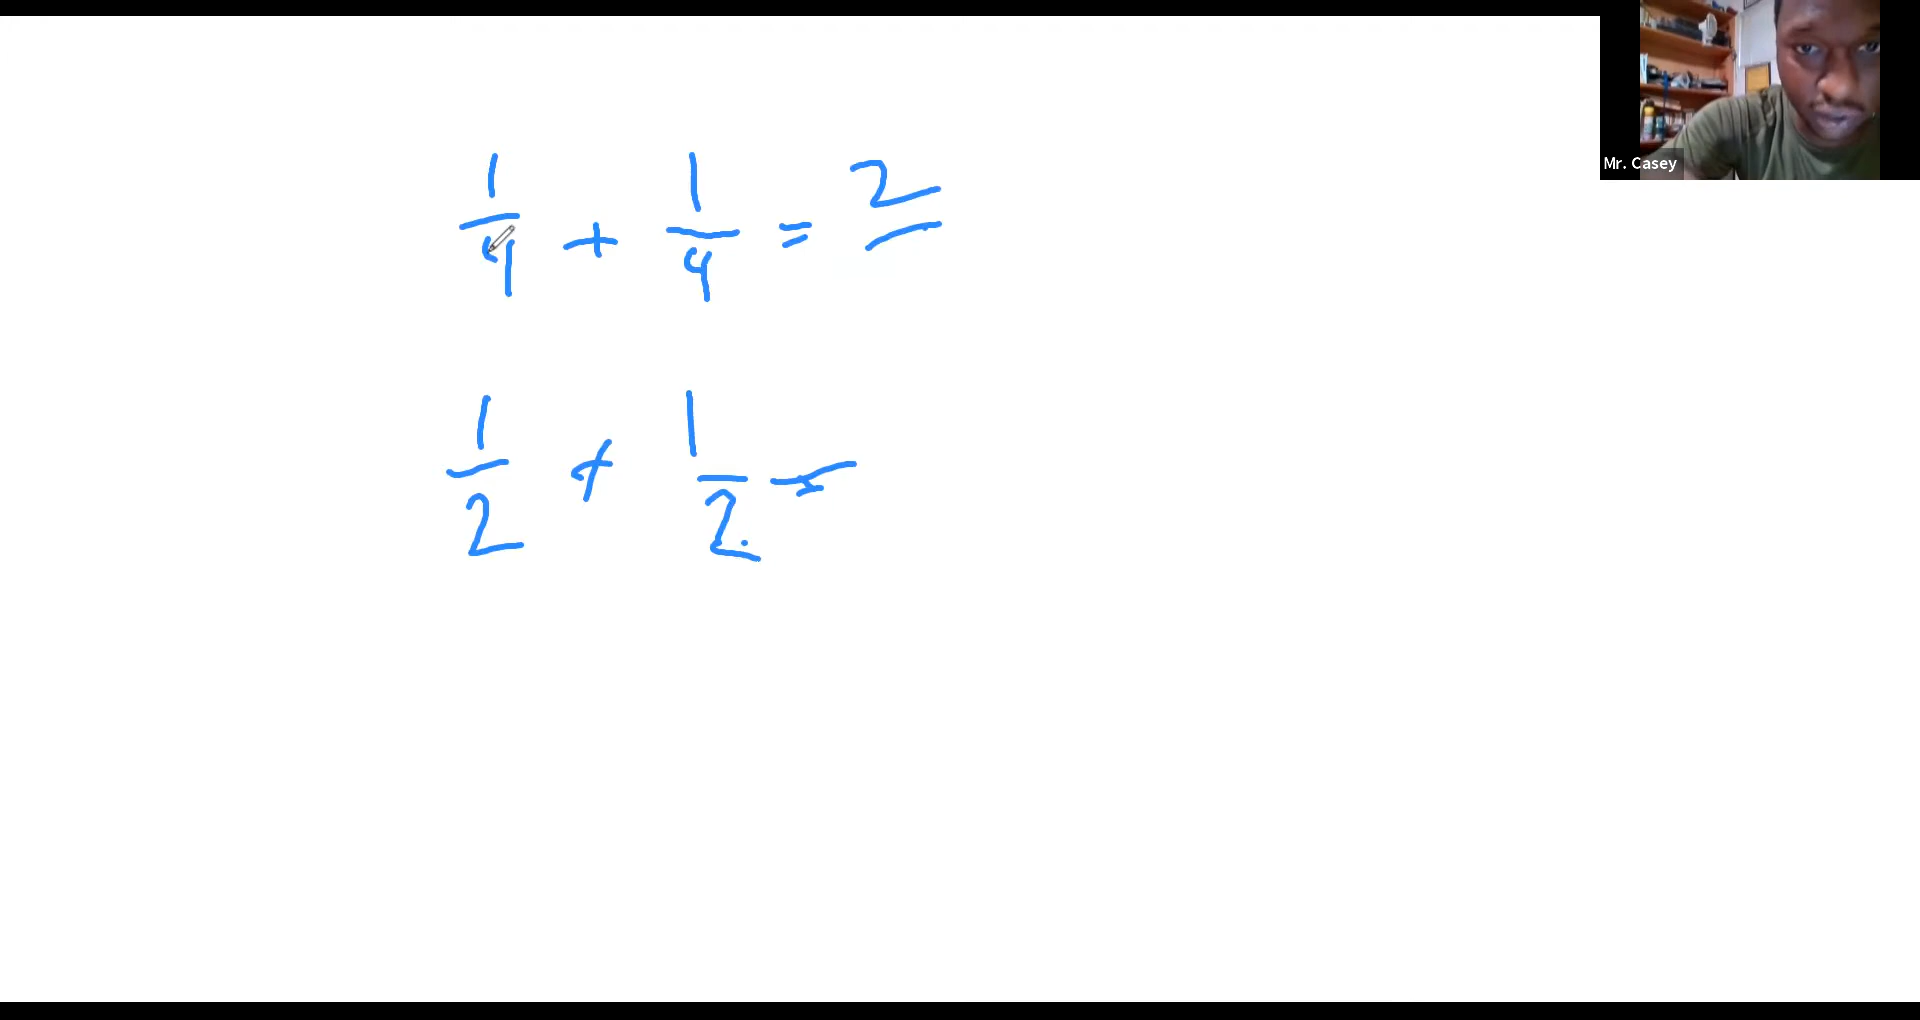 Mr. Casey
1/4 + 1/4 = 2/
1/2 + 1/2 =